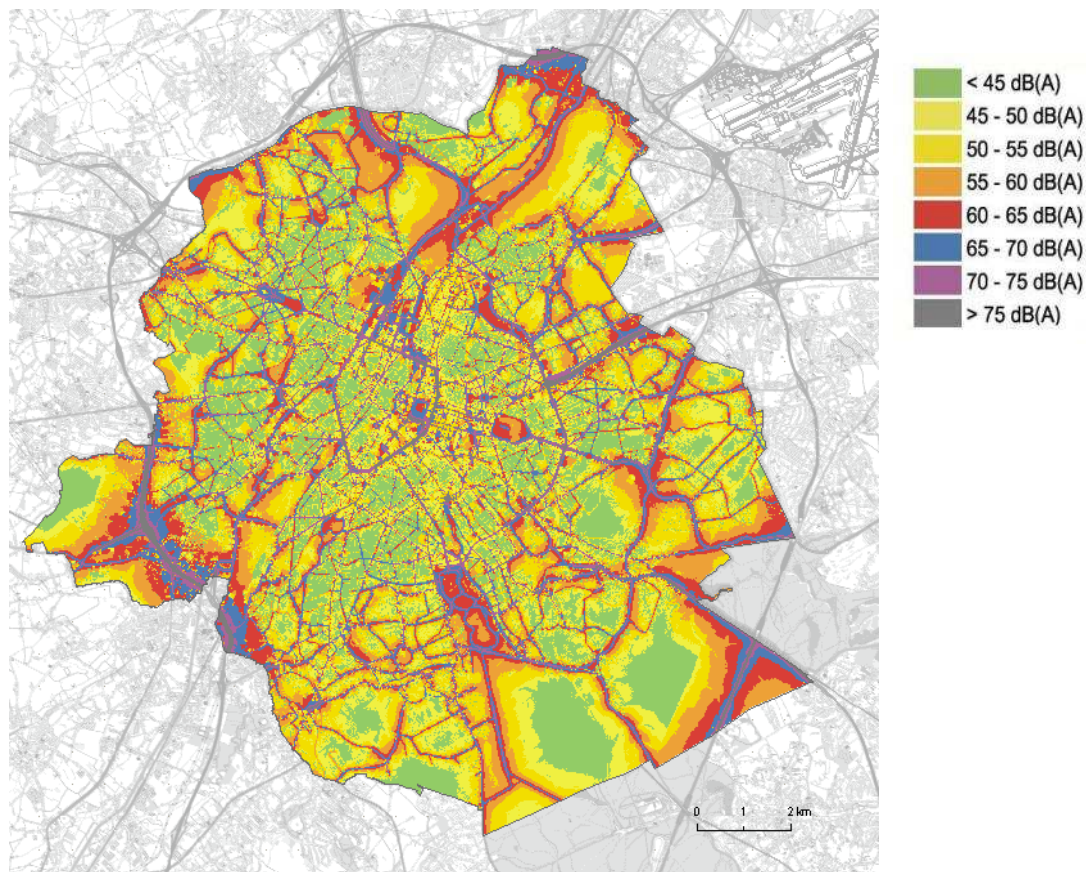 < 45 dB(A)
45 - 50 dB(A)
50 - 55 dB(A)
55 - 60 dB(A)
60 - 65 dB(A)
65 - 70 dB(A)
70 - 75 dB(A)
> 75 dB(A)
0 1 2 km